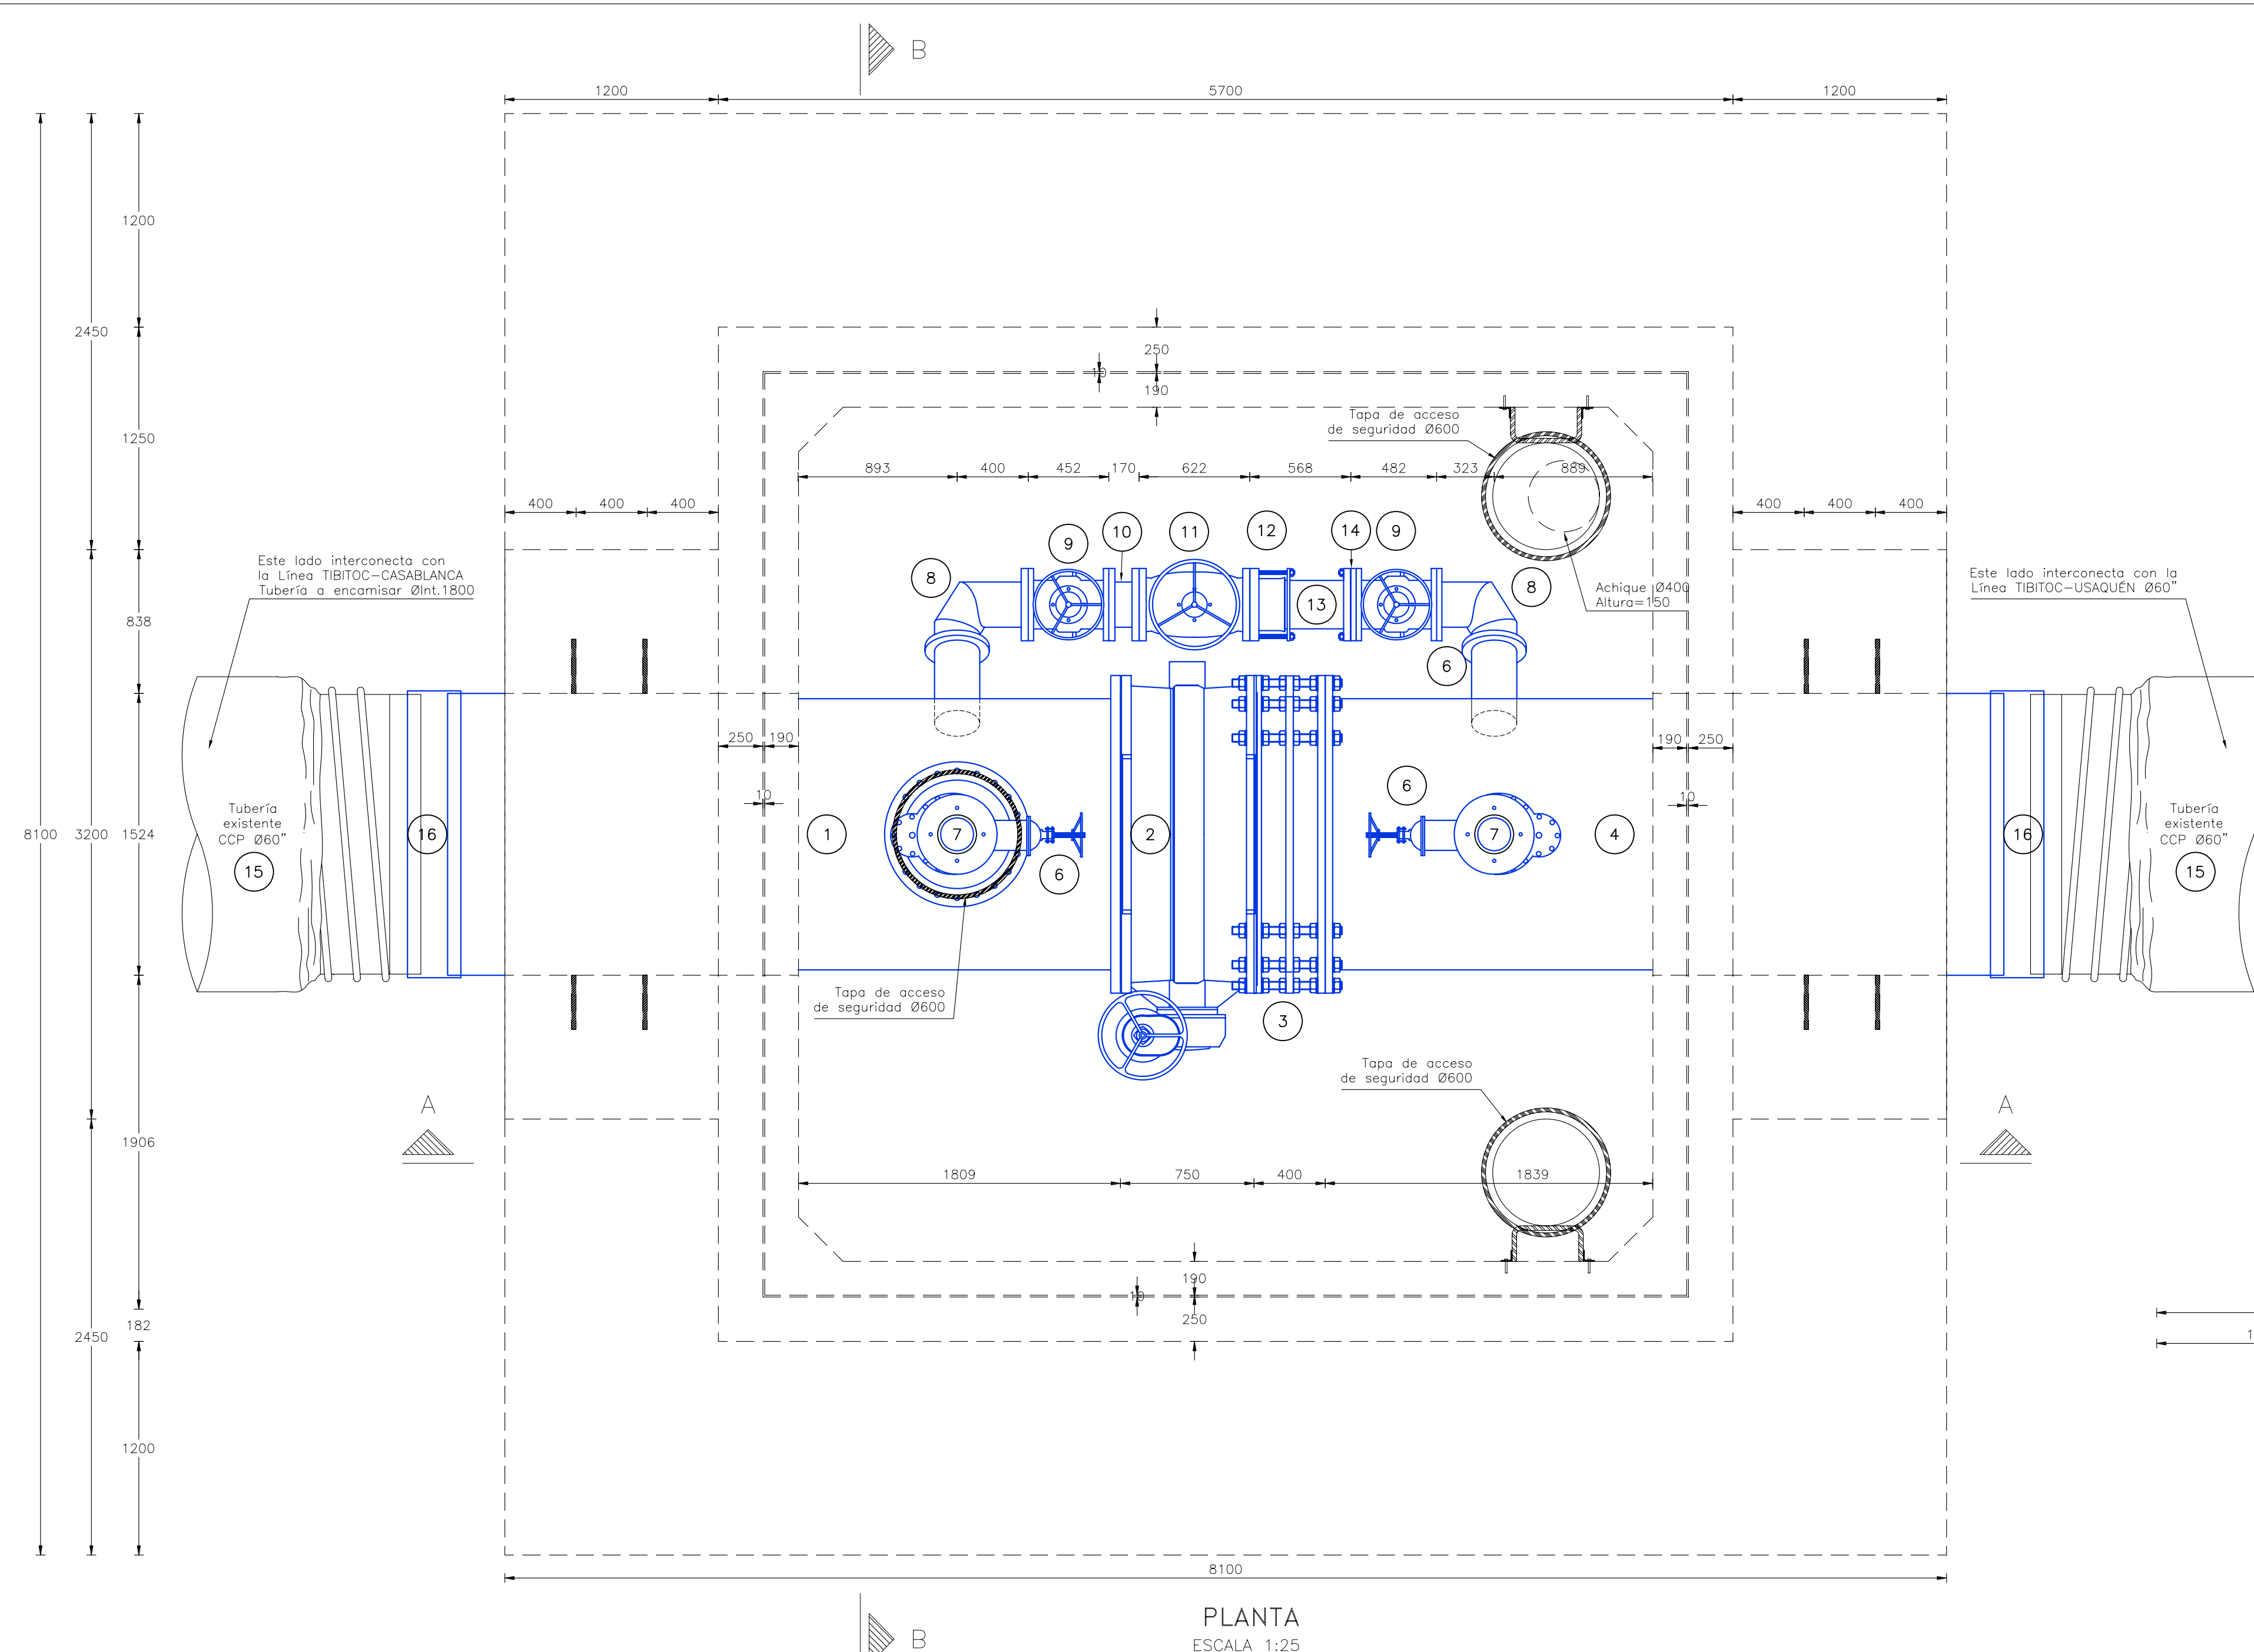 B
1200
5700
1200
1200
2450
250
10
190
1250
Tapa de acceso
de seguridad Ø600
893
400
452
170
622
568
482
323
889
400
400
400
400
400
400
9
10
11
12
14
9
8
8
13
6
Este lado interconecta con
la Línea TIBITOC-CASABLANCA
Tubería a encamisar ØInt.1800
Este lado interconecta con la
Línea TIBITOC-USAQUÉN Ø60"
Achique Ø400
Altura=150
838
250
190
190
250
10
10
6
8100
3200
1524
Tubería
existente
CCP Ø60"
15
16
1
7
6
2
7
4
16
Tubería
existente
CCP Ø60"
15
Tapa de acceso
de seguridad Ø600
3
Tapa de acceso
de seguridad Ø600
A
A
1906
1809
750
400
1839
190
10
250
182
2450
1
1200
8100
PLANTA
ESCALA 1:25
B